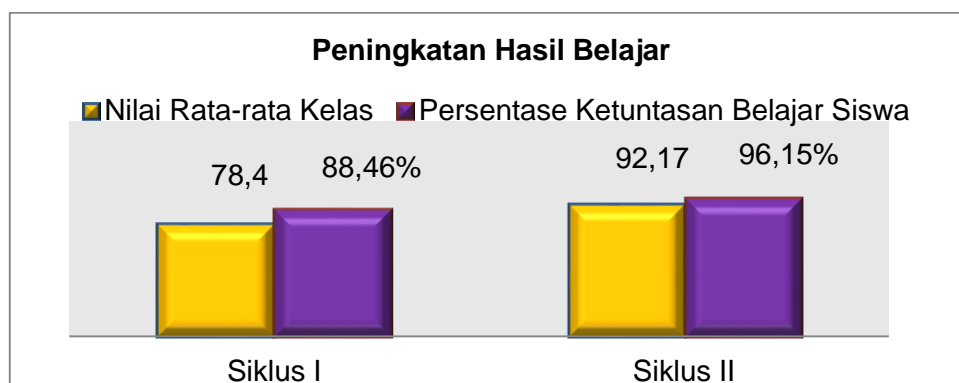 Peningkatan Hasil Belajar
Nilai Rata-rata Kelas Persentase Ketuntasan Belajar Siswa
78,4 88,46% 92,17 96,15%
Siklus I Siklus II